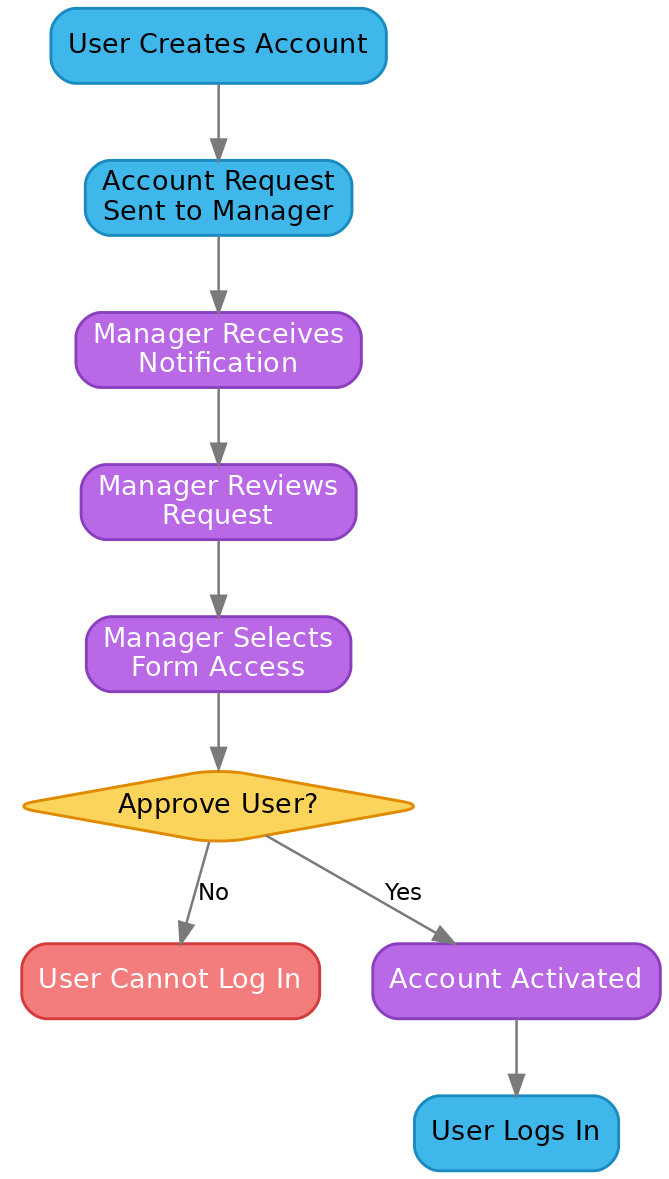 User Creates Account
Account Request
Sent to Manager
Manager Receives
Notification
Manager Reviews
Request
Manager Selects
Form Access
Approve User?
No
Yes
User Cannot Log In
Account Activated
User Logs In